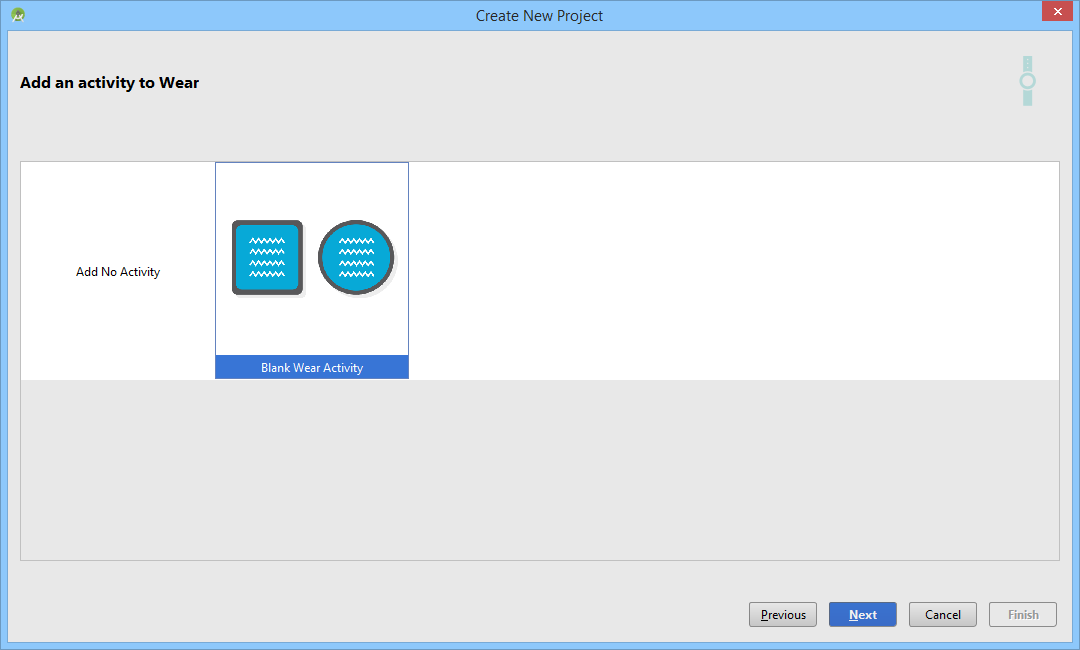 Create New Project
Add an activity to Wear
Add No Activity
Blank Wear Activity
Previous
Next
Cancel
Finish